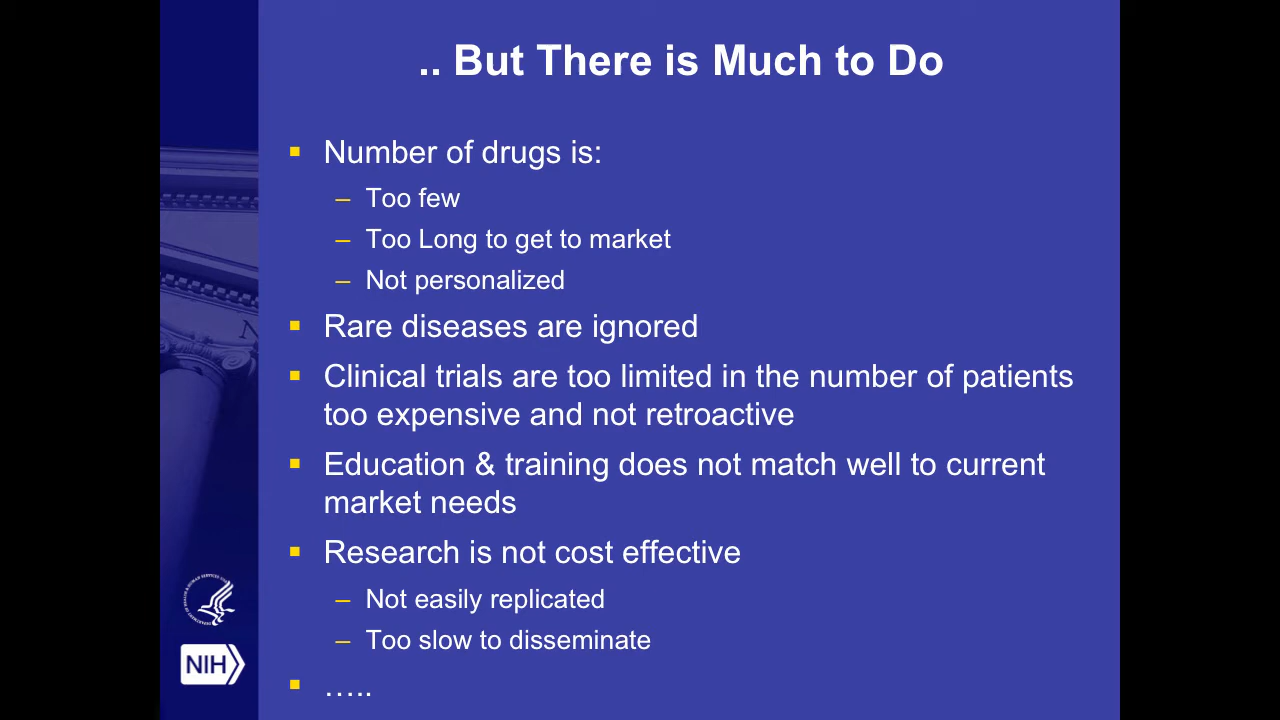 .. But There is Much to Do
Number of drugs is:
– Too few
– Too Long to get to market
– Not personalized
Rare diseases are ignored
Clinical trials are too limited in the number of patients
too expensive and not retroactive
Education & training does not match well to current
market needs
Research is not cost effective
– Not easily replicated
– Too slow to disseminate
…..
NIH